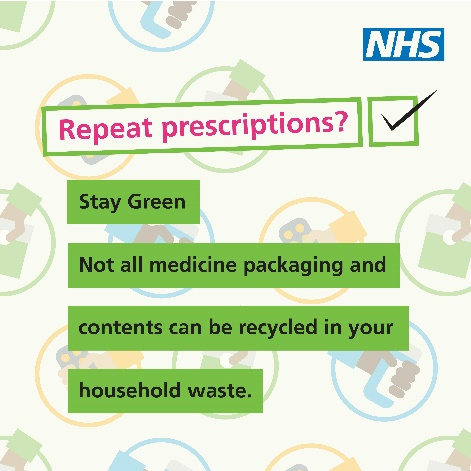 NHS
Repeat prescriptions?
Stay Green
Not all medicine packaging and
contents can be recycled in your
household waste.